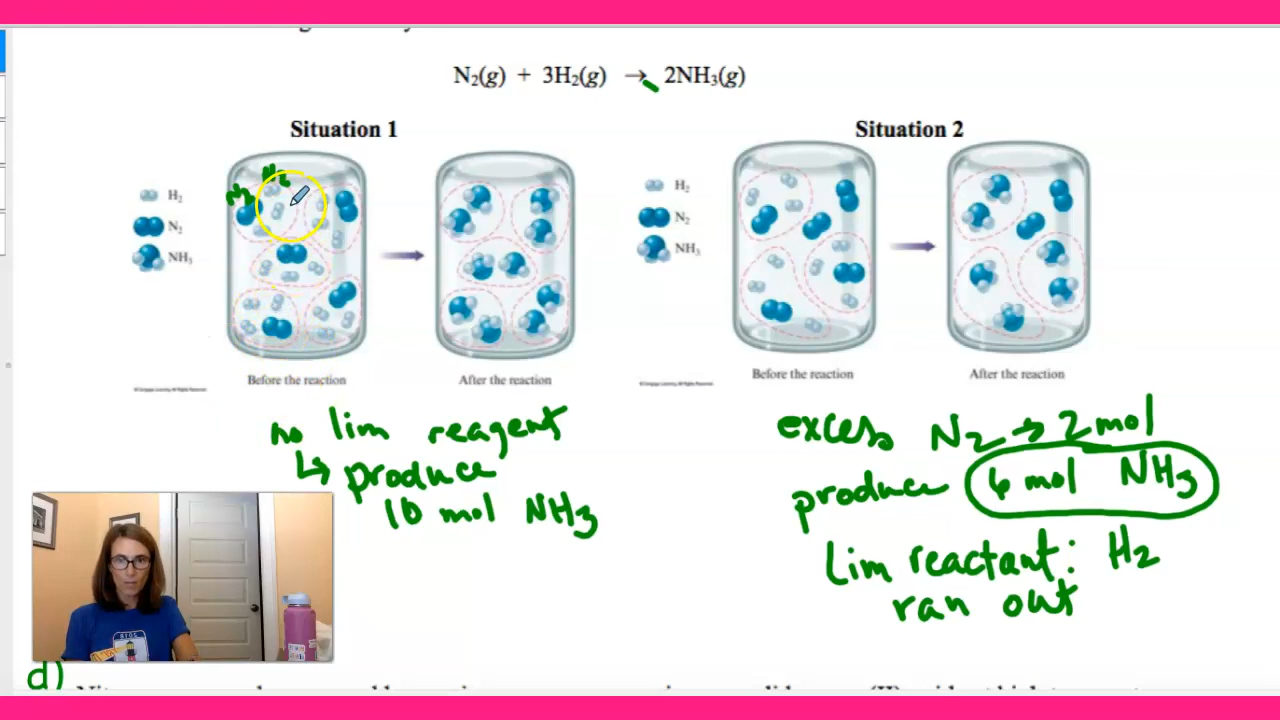 N₂(g) + 3H₂(g) → 2NH₃(g)
Situation 1
Situation 2
N₂ H₂
H₂
N₂
NH₃
H₂
N₂
NH₃
Before the reaction
After the reaction
Before the reaction
After the reaction
no lim reagent
↳ produce
10 mol NH₃
excess N₂ → 2 mol
produce 6 mol NH₃
Lim reactant: H₂
ran out
d)